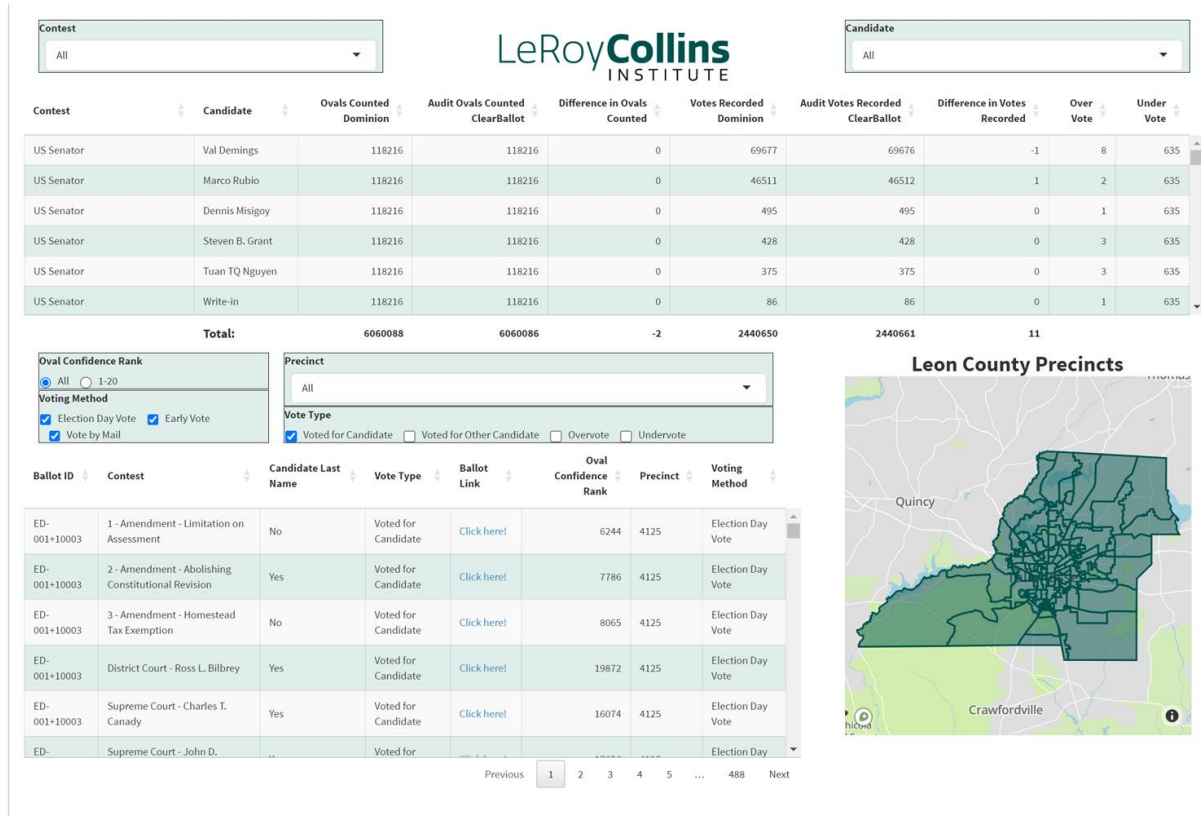 Contest
All
LeRoyCollins
INSTITUTE
Candidate
All
Contest Candidate Ovals Counted Dominion Audit Ovals Counted ClearBallot Difference in Ovals Counted Votes Recorded Dominion Audit Votes Recorded ClearBallot Difference in Votes Recorded Over Vote Under Vote
US Senator Val Demings 118216 118216 0 69677 69676 -1 8 635
US Senator Marco Rubio 118216 118216 0 46511 46512 1 2 635
US Senator Dennis Misigoy 118216 118216 0 495 495 0 1 635
US Senator Steven B. Grant 118216 118216 0 428 428 0 3 635
US Senator Tuan TQ Nguyen 118216 118216 0 375 375 0 3 635
US Senator Write-in 118216 118216 0 86 86 0 1 635
Total: 6060088 6060086 -2 2440650 2440661 11
Oval Confidence Rank
All 1-20
Voting Method
Election Day Vote Early Vote
Vote by Mail
Precinct
All
Vote Type
Voted for Candidate Voted for Other Candidate Overvote Undervote
Leon County Precincts
Quincy
Crawfordville
Ballot ID Contest Candidate Last Name Vote Type Ballot Link Oval Confidence Rank Precinct Voting Method
ED-001+10003 1 - Amendment - Limitation on Assessment No Voted for Candidate Click here! 6244 4125 Election Day Vote
ED-001+10003 2 - Amendment - Abolishing Constitutional Revision Yes Voted for Candidate Click here! 7786 4125 Election Day Vote
ED-001+10003 3 - Amendment - Homestead Tax Exemption No Voted for Candidate Click here! 8065 4125 Election Day Vote
ED-001+10003 District Court - Ross L. Bilbrey Yes Voted for Candidate Click here! 19872 4125 Election Day Vote
ED-001+10003 Supreme Court - Charles T. Canady Yes Voted for Candidate Click here! 16074 4125 Election Day Vote
ED- Supreme Court - John D. Voted for Election Day
Previous 1 2 3 4 5 ... 488 Next